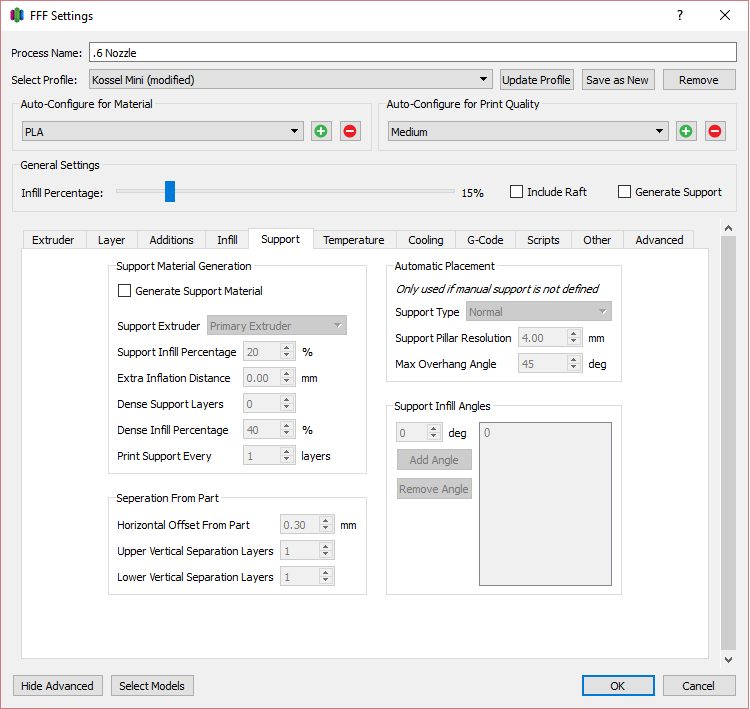 FFF Settings
?
Process Name: .6 Nozzle
Select Profile: Kossel Mini (modified) Update Profile Save as New Remove
Auto-Configure for Material
PLA
Auto-Configure for Print Quality
Medium
General Settings
Infill Percentage: 15% Include Raft Generate Support
Extruder Layer Additions Infill Support Temperature Cooling G-Code Scripts Other Advanced
Support Material Generation
Generate Support Material
Support Extruder Primary Extruder
Support Infill Percentage 20 %
Extra Inflation Distance 0.00 mm
Dense Support Layers 0
Dense Infill Percentage 40 %
Print Support Every 1 layers
Seperation From Part
Horizontal Offset From Part 0.30 mm
Upper Vertical Separation Layers 1
Lower Vertical Separation Layers 1
Automatic Placement
Only used if manual support is not defined
Support Type Normal
Support Pillar Resolution 4.00 mm
Max Overhang Angle 45 deg
Support Infill Angles
0 deg
Add Angle
Remove Angle
0
Hide Advanced Select Models OK Cancel